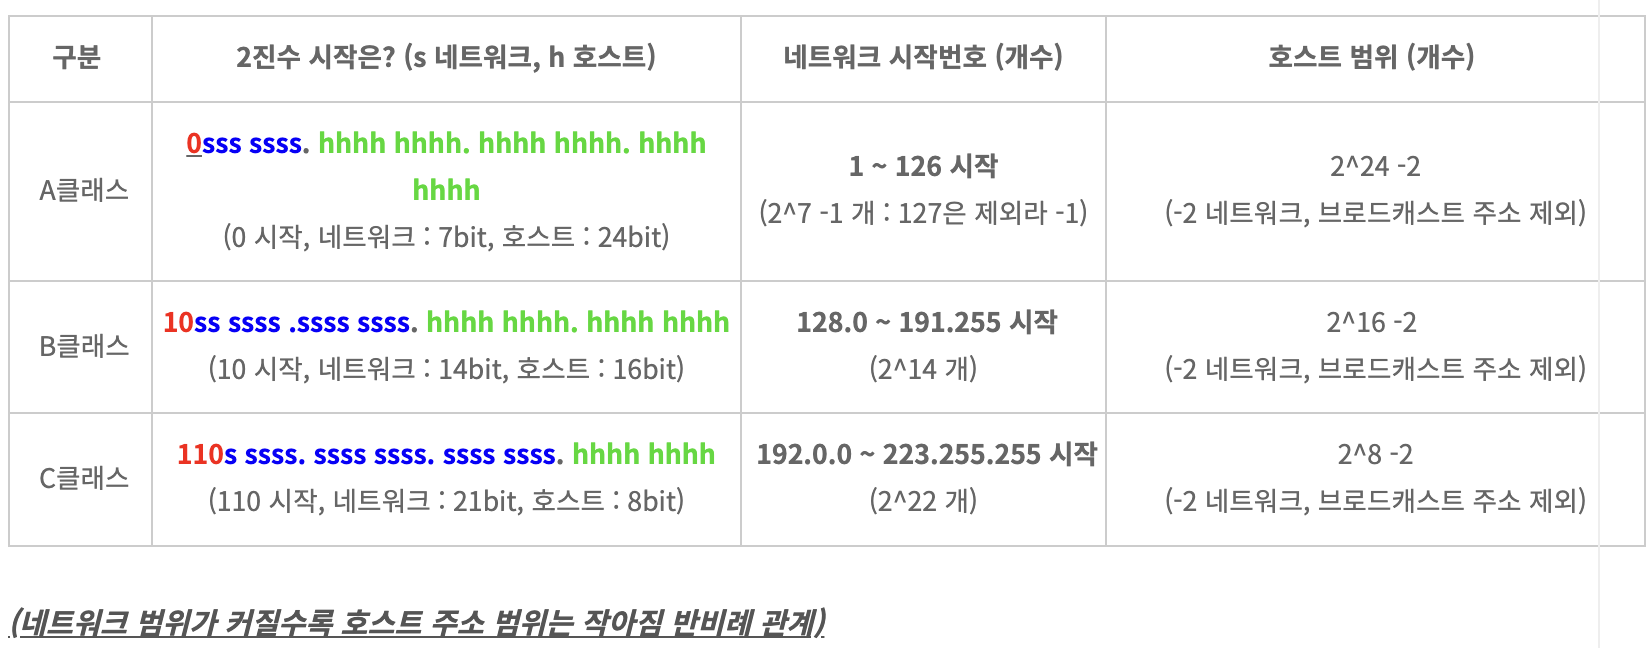 구분
2진수 시작은? (s 네트워크, h 호스트)
네트워크 시작번호 (개수)
호스트 범위 (개수)
A클래스
0sss ssss. hhhh hhhh. hhhh hhhh. hhhh
hhhh
(0 시작, 네트워크 : 7bit, 호스트 : 24bit)
1 ~ 126 시작
(2^7 -1 개 : 127은 제외라 -1)
2^24 -2
(-2 네트워크, 브로드캐스트 주소 제외)
B클래스
10ss ssss .ssss ssss. hhhh hhhh. hhhh hhhh
(10 시작, 네트워크 : 14bit, 호스트 : 16bit)
128.0 ~ 191.255 시작
(2^14 개)
2^16 -2
(-2 네트워크, 브로드캐스트 주소 제외)
C클래스
110s ssss. ssss ssss. ssss ssss. hhhh hhhh
(110 시작, 네트워크 : 21bit, 호스트 : 8bit)
192.0.0 ~ 223.255.255 시작
(2^22 개)
2^8 -2
(-2 네트워크, 브로드캐스트 주소 제외)
(네트워크 범위가 커질수록 호스트 주소 범위는 작아짐 반비례 관계)